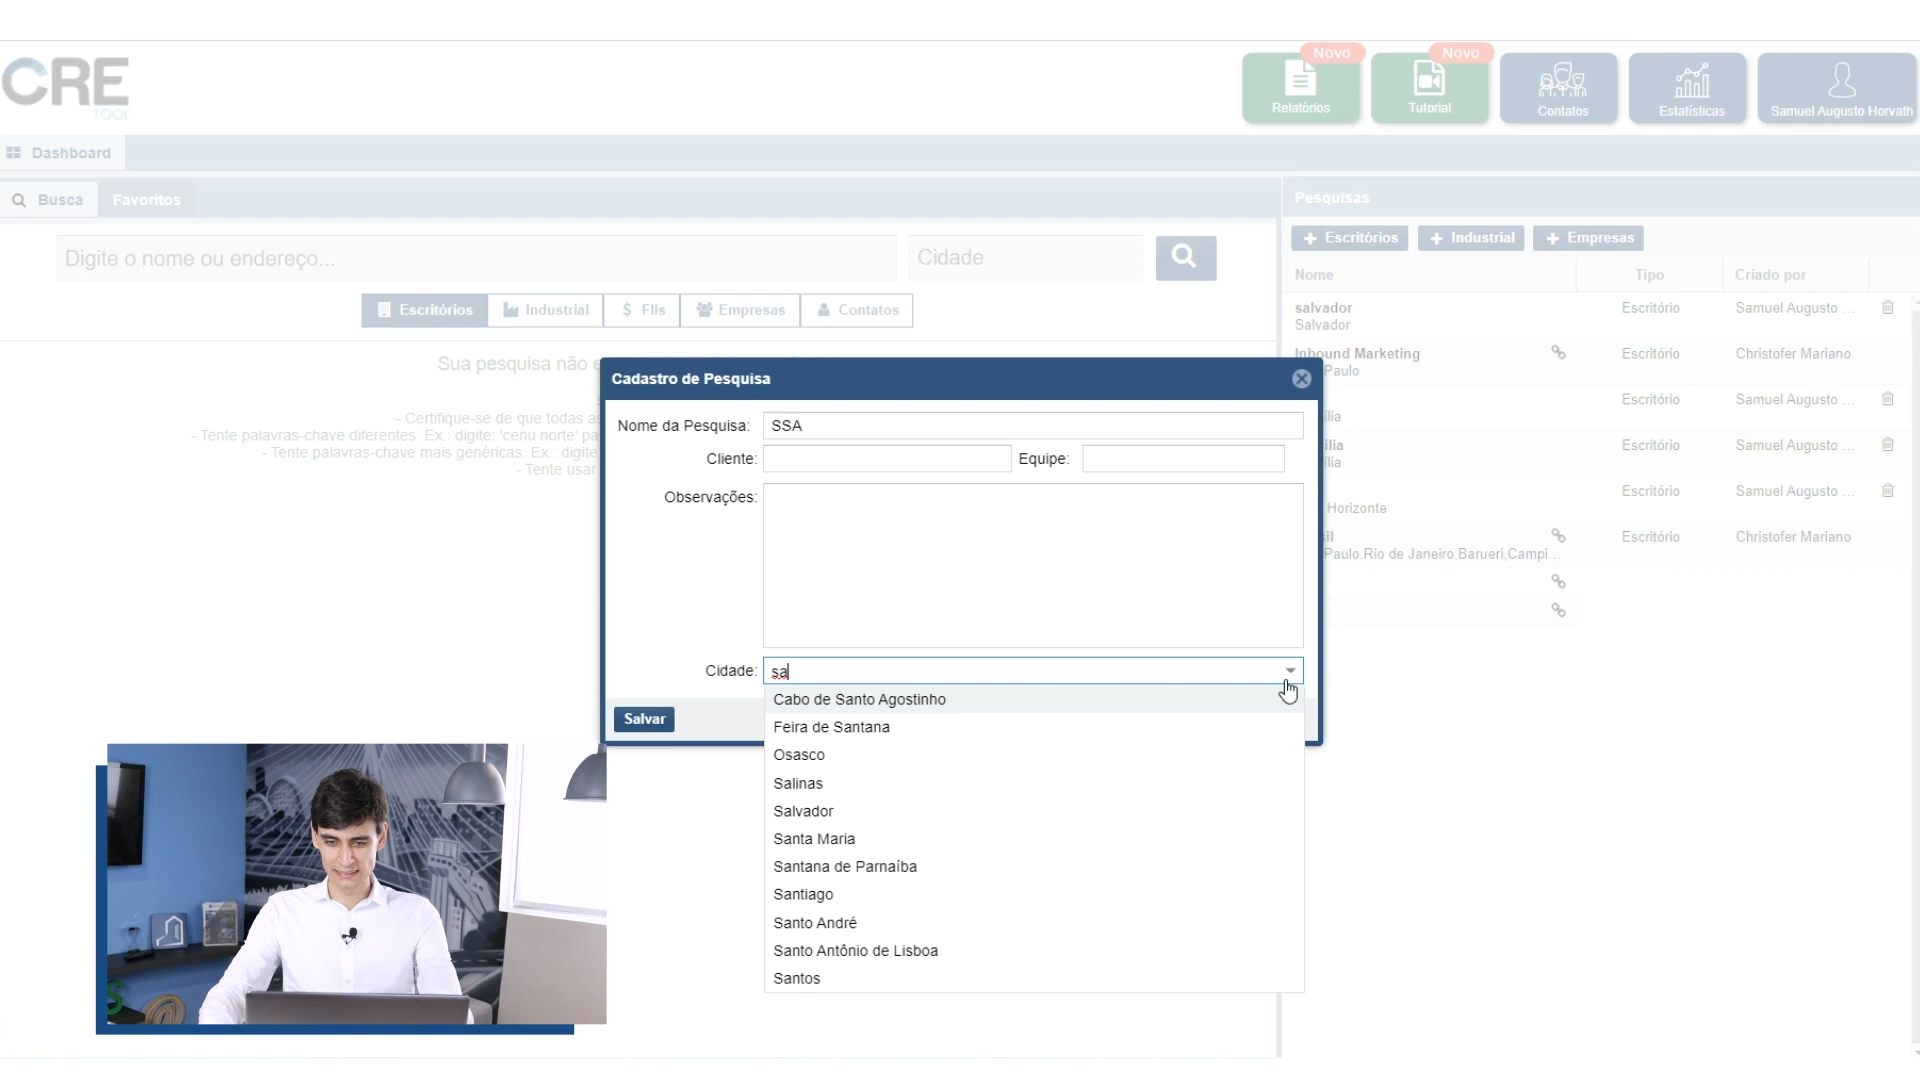 CRE
TOOL
Novo
Relatórios
Novo
Tutorial
Contatos
Estatísticas
Samuel Augusto Horvath
Dashboard
Busca
Favoritos
Digite o nome ou endereço...
Cidade
Escritórios
Industrial
FIIs
Empresas
Contatos
Sua pesquisa não e
- Certifique-se de que todas as
- Tente palavras-chave diferentes. Ex.: digite: 'cenu norte' pa
- Tente palavras-chave mais genéricas. Ex.: digite
- Tente usar
Pesquisas
+ Escritórios
+ Industrial
+ Empresas
Nome Tipo Criado por
salvador Escritório Samuel Augusto ...
Salvador
Inbound Marketing Escritório Christofer Mariano
Paulo
Escritório Samuel Augusto ...
ilia
ilia Escritório Samuel Augusto ...
ilia
Escritório Samuel Augusto ...
Horizonte
sil Escritório Christofer Mariano
Paulo,Rio de Janeiro,Barueri,Campi...
Cadastro de Pesquisa
Nome da Pesquisa: SSA
Cliente:
Equipe:
Observações:
Cidade: sa
Cabo de Santo Agostinho
Feira de Santana
Osasco
Salinas
Salvador
Santa Maria
Santana de Parnaíba
Santiago
Santo André
Santo Antônio de Lisboa
Santos
Salvar